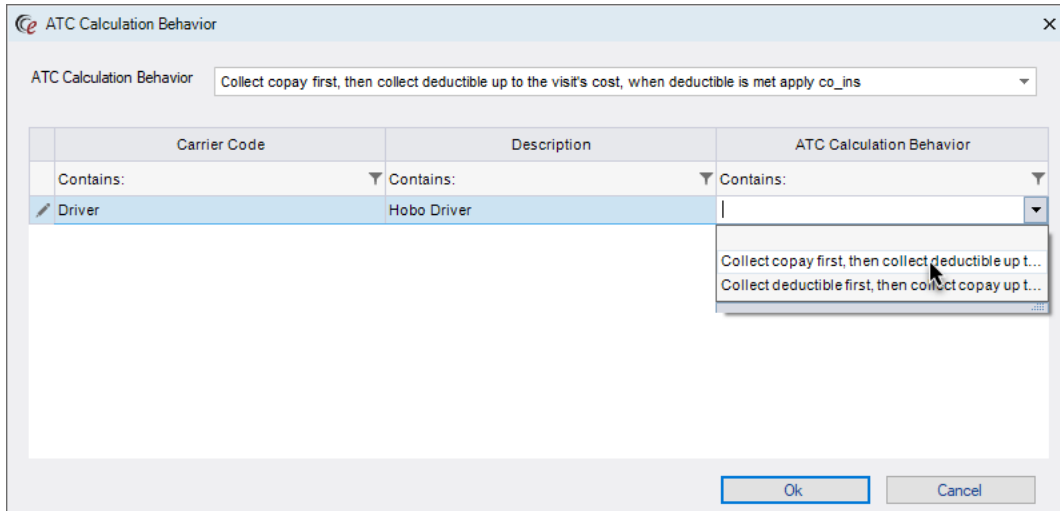 ATC Calculation Behavior
ATC Calculation Behavior Collect copay first, then collect deductible up to the visit's cost, when deductible is met apply co_ins
Carrier Code Description ATC Calculation Behavior
Contains: Contains: Contains:
Driver Hobo Driver
Collect copay first, then collect deductible up t...
Collect deductible first, then collect copay up t...
Ok Cancel